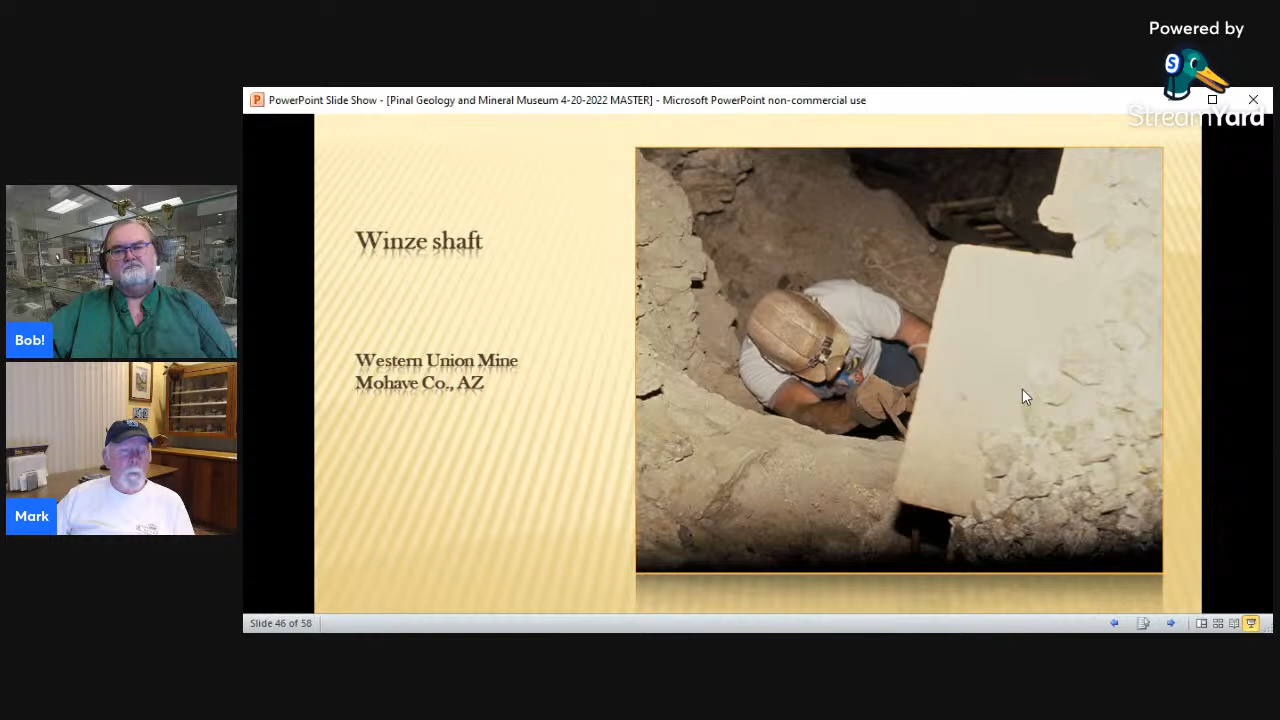 Powered by
S
StreamYard
P PowerPoint Slide Show - [Pinal Geology and Mineral Museum 4-20-2022 MASTER] - Microsoft PowerPoint non-commercial use
Winze shaft
Western Union Mine
Mohave Co., AZ
Bob!
Mark
Slide 46 of 58